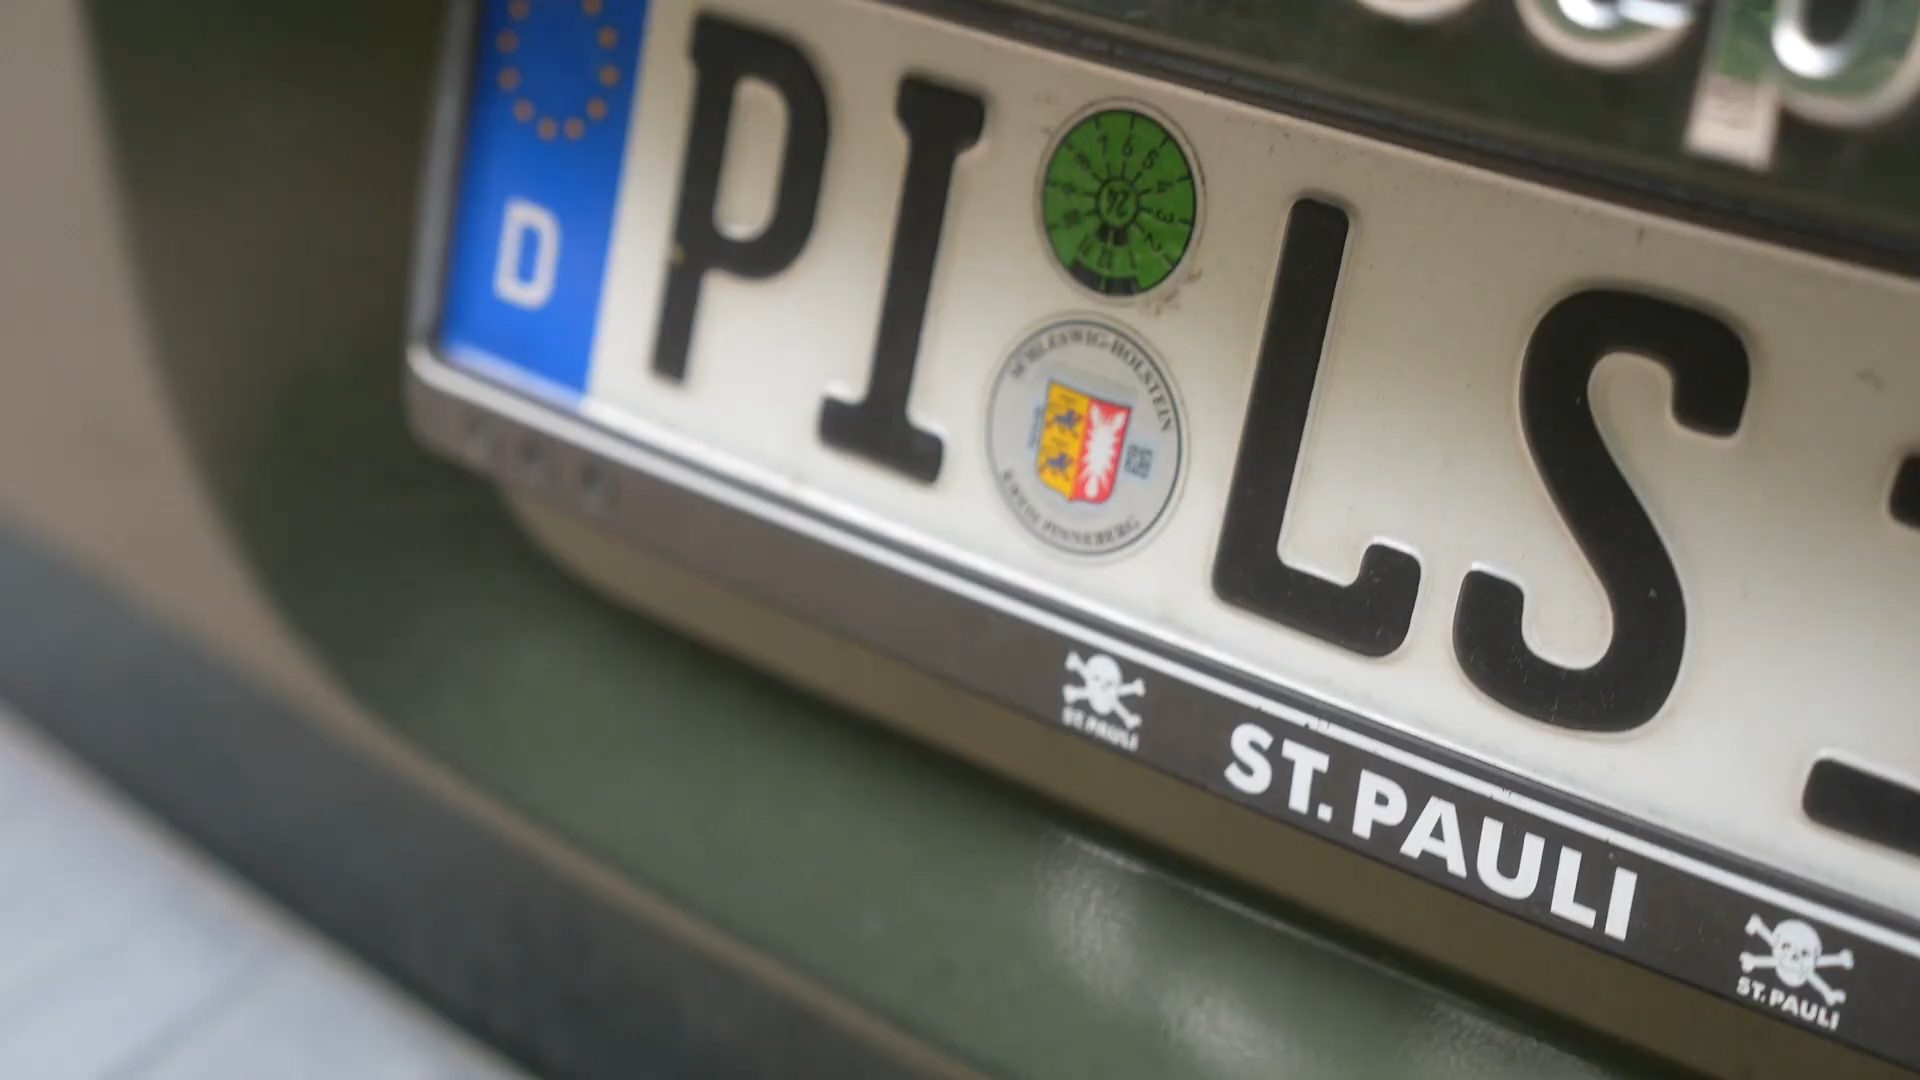 D PI LS
SCHLESWIG-HOLSTEIN
KREIS PINNEBERG
ST. PAULI
ST. PAULI
ST. PAULI